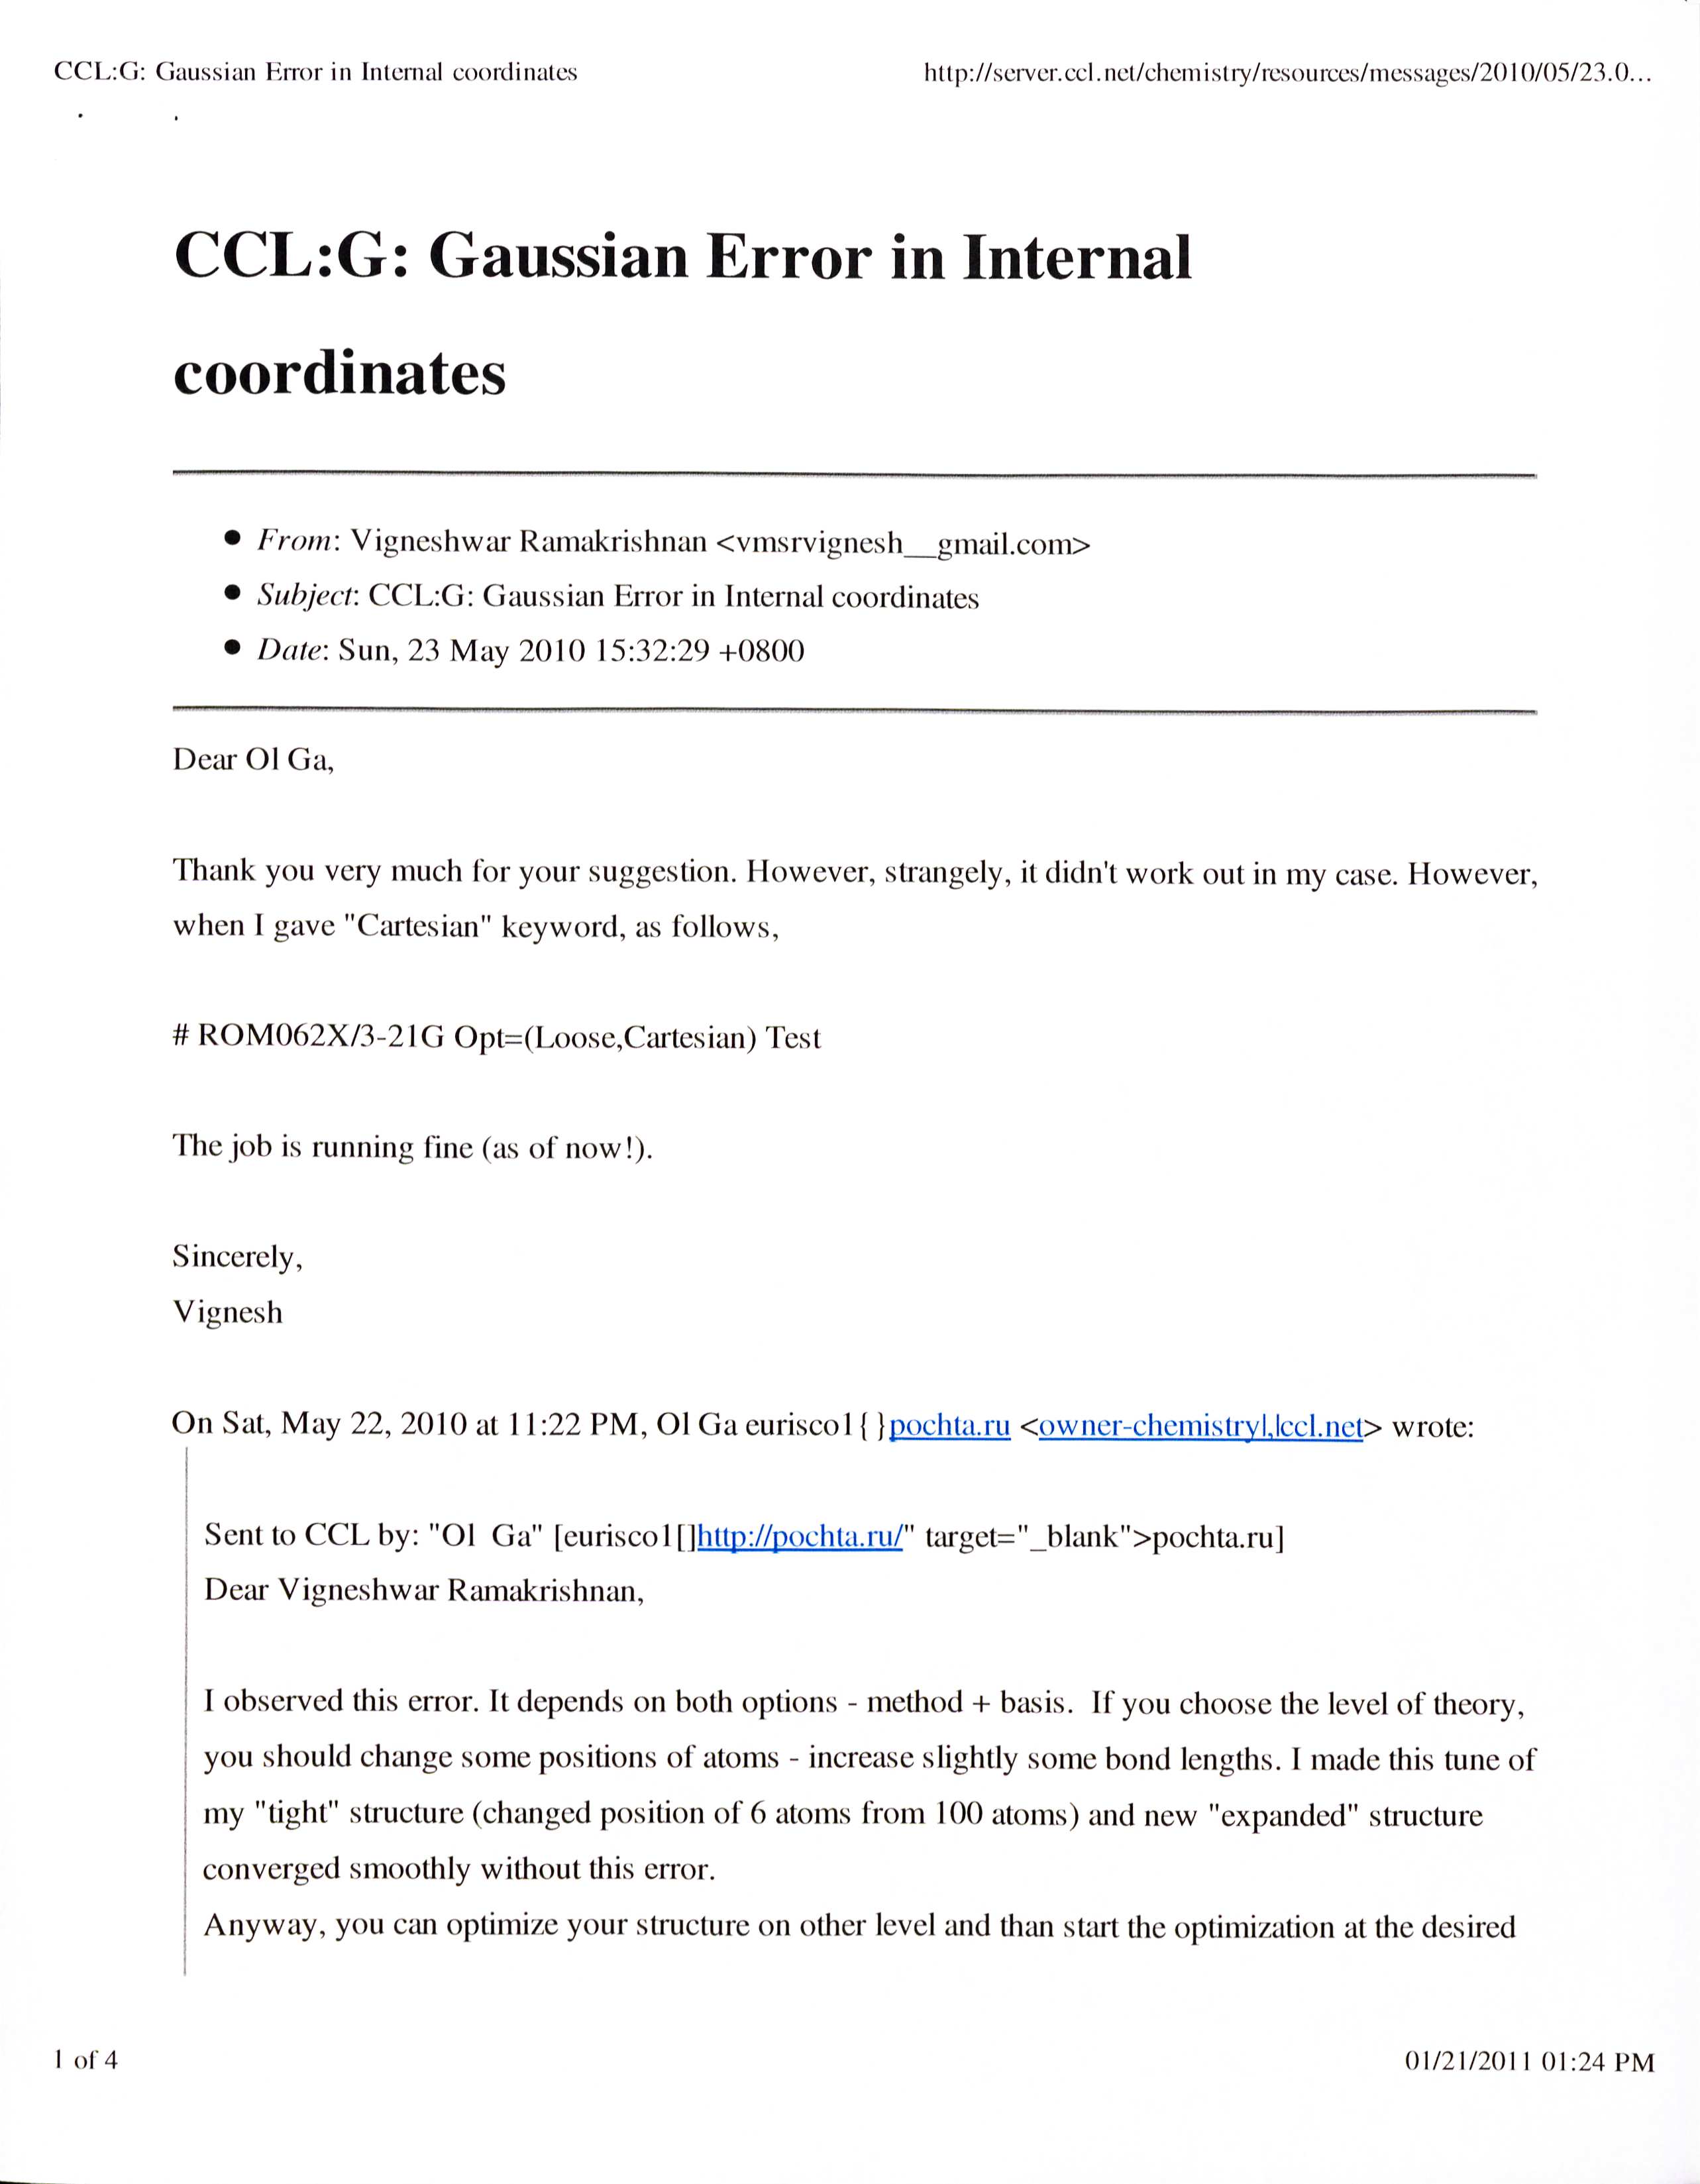 CCL:G: Gaussian Error in Internal coordinates
http://server.ccl.net/chemistry/resources/messages/2010/05/23.0...
CCL:G: Gaussian Error in Internal
coordinates
● From: Vigneshwar Ramakrishnan <vmsrvignesh__gmail.com>
● Subject: CCL:G: Gaussian Error in Internal coordinates
● Date: Sun, 23 May 2010 15:32:29 +0800
Dear Ol Ga,
Thank you very much for your suggestion. However, strangely, it didn't work out in my case. However,
when I gave "Cartesian" keyword, as follows,
# ROM062X/3-21G Opt=(Loose,Cartesian) Test
The job is running fine (as of now!).
Sincerely,
Vignesh
On Sat, May 22, 2010 at 11:22 PM, Ol Ga eurisco1{}pochta.ru <owner-chemistry|,|ccl.net> wrote:
Sent to CCL by: "Ol  Ga" [eurisco1[]http://pochta.ru/" target="_blank">pochta.ru]
Dear Vigneshwar Ramakrishnan,
I observed this error. It depends on both options - method + basis.  If you choose the level of theory,
you should change some positions of atoms - increase slightly some bond lengths. I made this tune of
my "tight" structure (changed position of 6 atoms from 100 atoms) and new "expanded" structure
converged smoothly without this error.
Anyway, you can optimize your structure on other level and than start the optimization at the desired
1 of 4
01/21/2011 01:24 PM